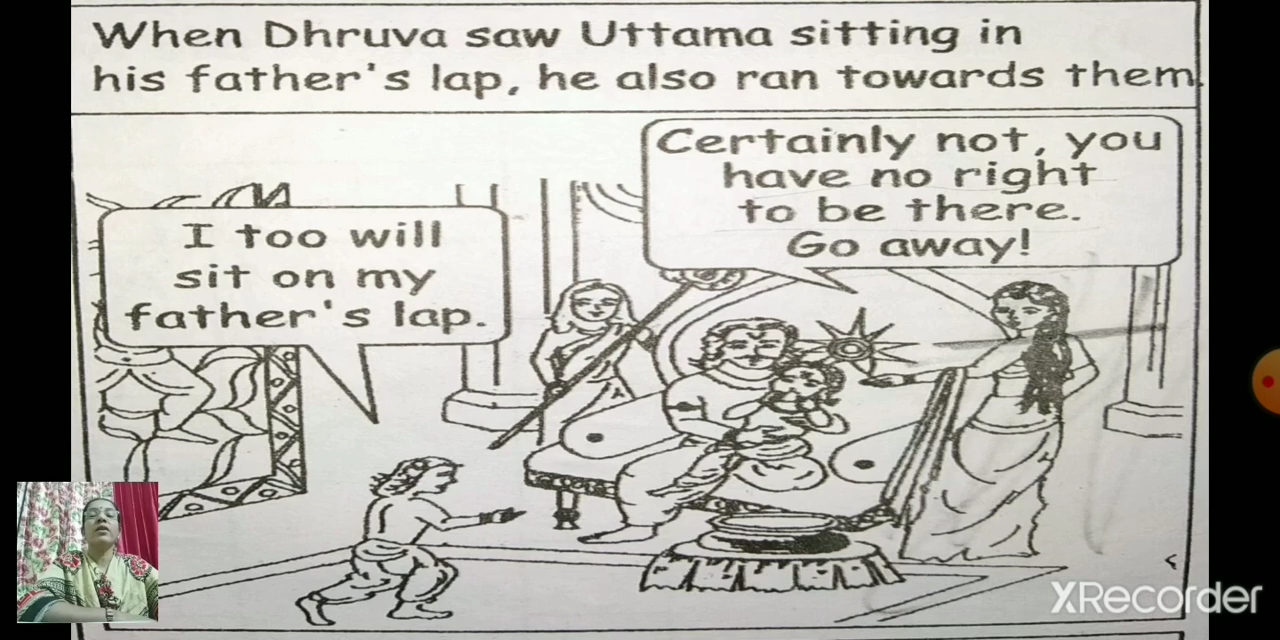 When Dhruva saw Uttama sitting in
his father's lap, he also ran towards them.
Certainly not, you
have no right
to be there.
Go away!
I too will
sit on my
father's lap.
XRecorder